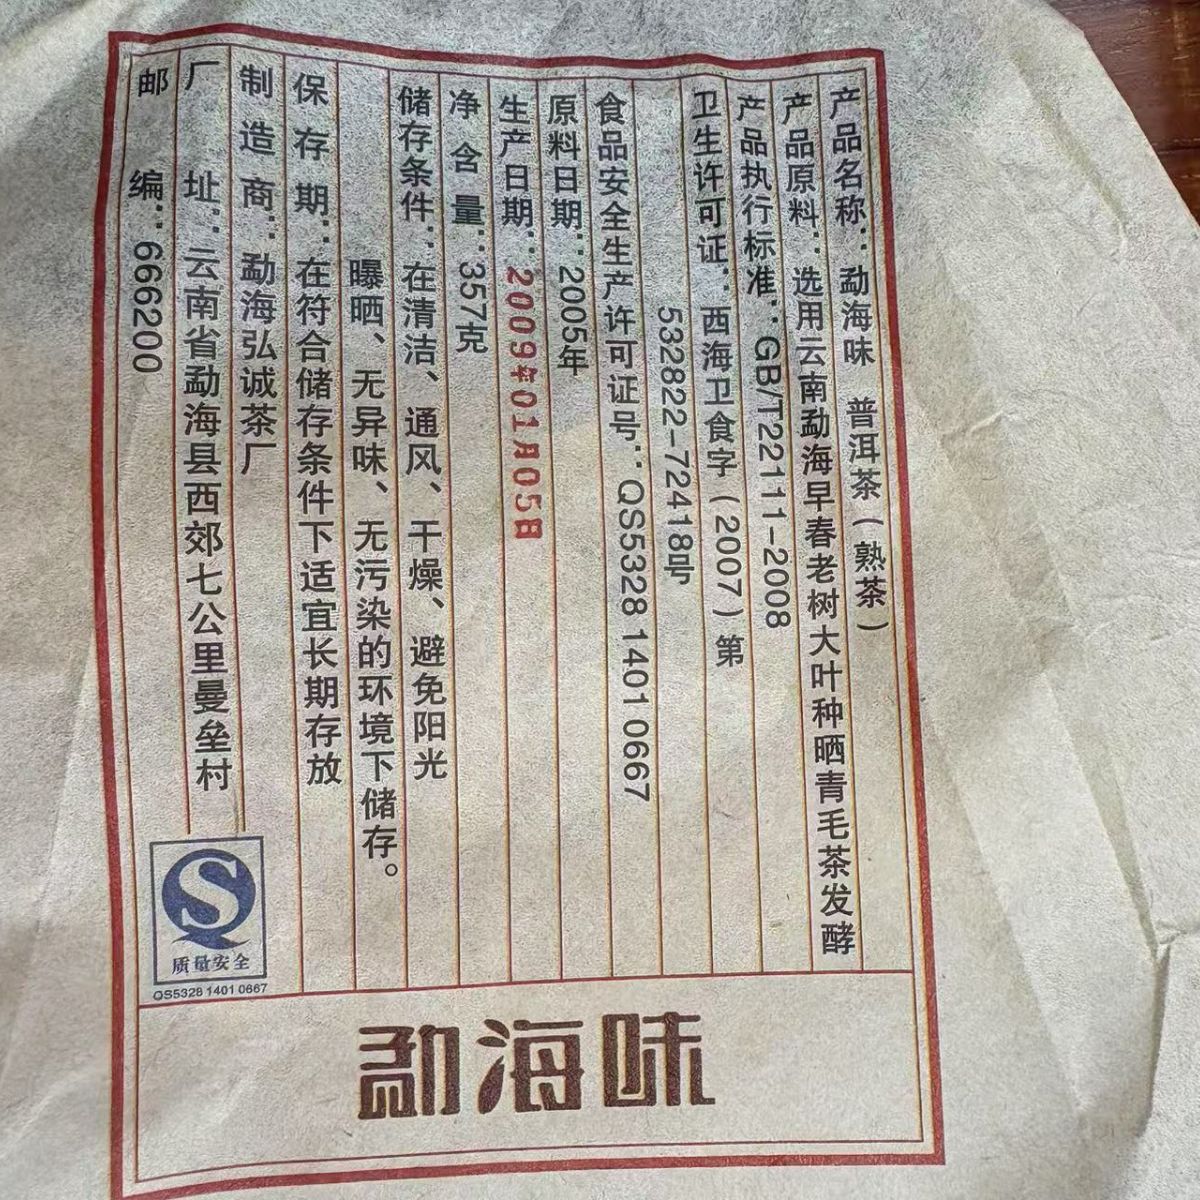 产品名称：勐海味 普洱茶（熟茶）
产品原料：选用云南勐海早春老树大叶种晒青毛茶发酵
产品执行标准：GB/T22111-2008
卫生许可证：西海卫食字（2007）第
532822-72418号
食品安全生产许可证号：QS5328 1401 0667
原料日期：2005年
生产日期：2009年01月05日
净含量：357克
储存条件：在清洁、通风、干燥、避免阳光
曝晒、无异味、无污染的环境下储存。
保存期：在符合储存条件下适宜长期存放
制造商：勐海弘诚茶厂
厂址：云南省勐海县西郊七公里曼垒村
邮编：666200
质量安全
QS5328 1401 0667
勐海味